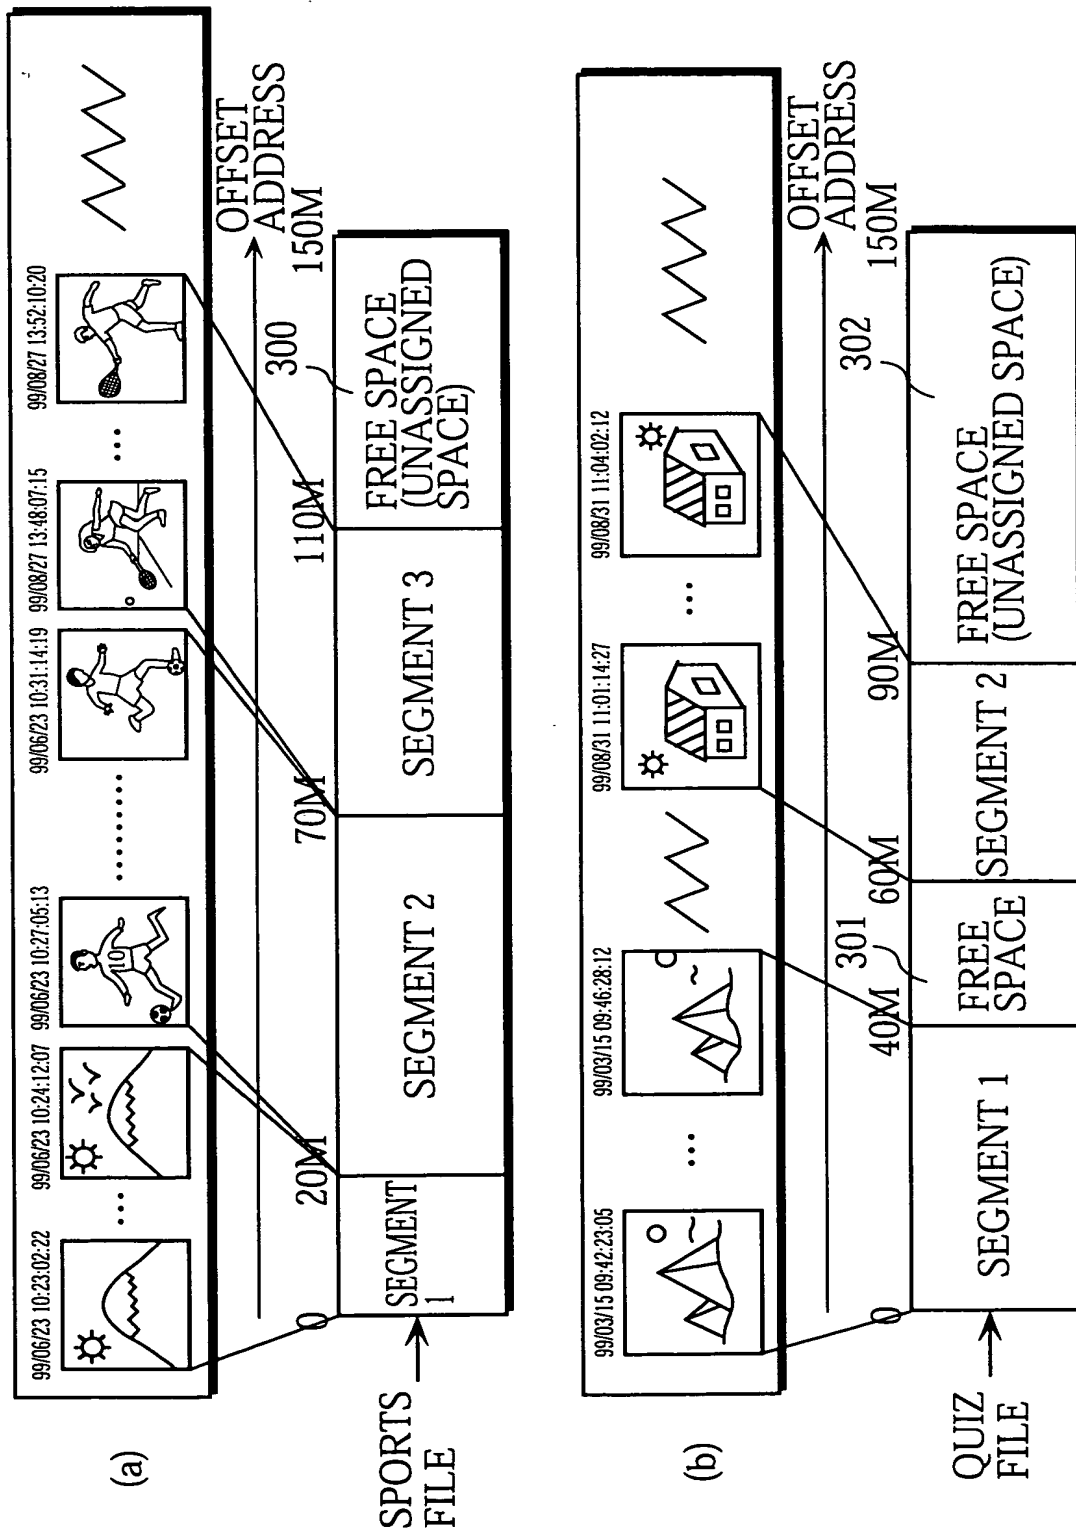 (a)
99/06/23 10:23:02:22
99/06/23 10:24:12:07
99/06/23 10:27:05:13
99/06/23 10:31:14:19
99/08/27 13:48:07:15
99/08/27 13:52:10:20
OFFSET
ADDRESS
0
20M
70M
110M
150M
300
SPORTS
FILE
SEGMENT
1
SEGMENT 2
10
SEGMENT 3
FREE SPACE
(UNASSIGNED
SPACE)
(b)
99/03/15 09:42:23:05
99/03/15 09:46:28:12
99/08/31 11:01:14:27
99/08/31 11:04:02:12
OFFSET
ADDRESS
0
40M
60M
90M
150M
301
302
QUIZ
FILE
SEGMENT 1
FREE
SPACE
SEGMENT 2
FREE SPACE
(UNASSIGNED SPACE)